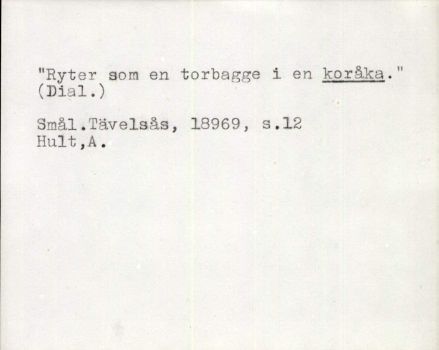 "Ryter som en torbagge i en koråka."
(Dial.)
Smål.Tävelsås, 18969, s.12
Hult,A.